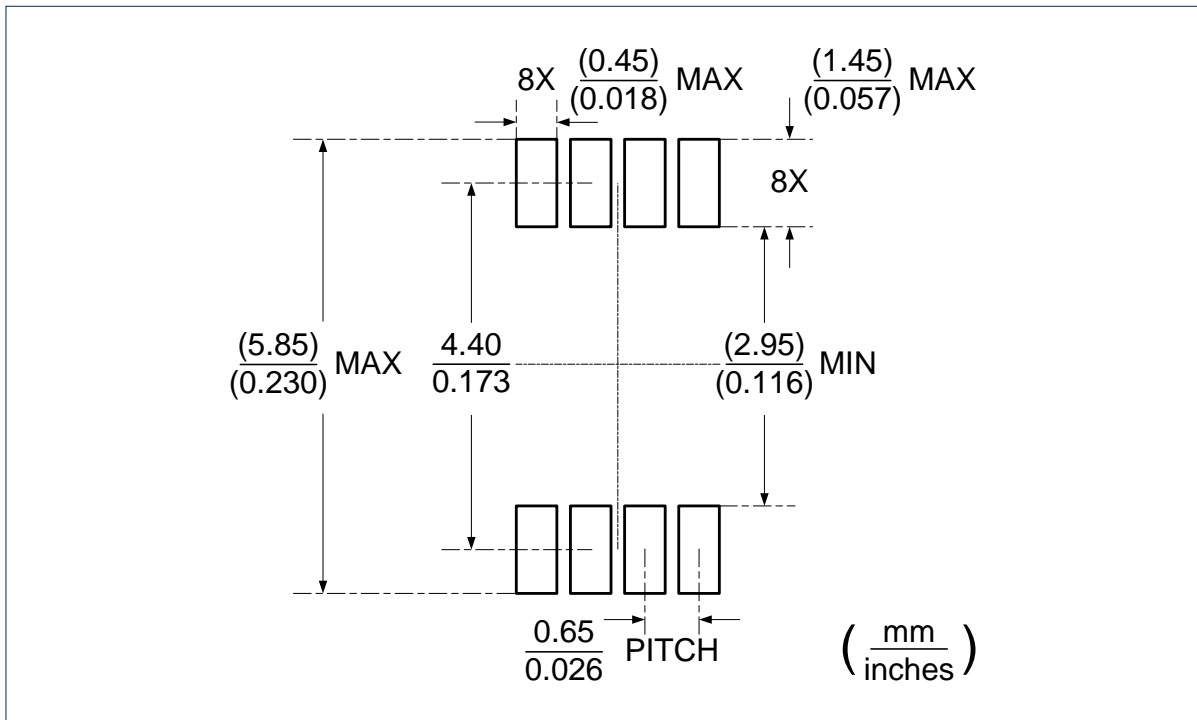 8X (0.45) MAX
(0.018)
(1.45) MAX
(0.057)
8X
(5.85) MAX
(0.230)
4.40
0.173
(2.95) MIN
(0.116)
0.65 PITCH
0.026
(mm
inches)